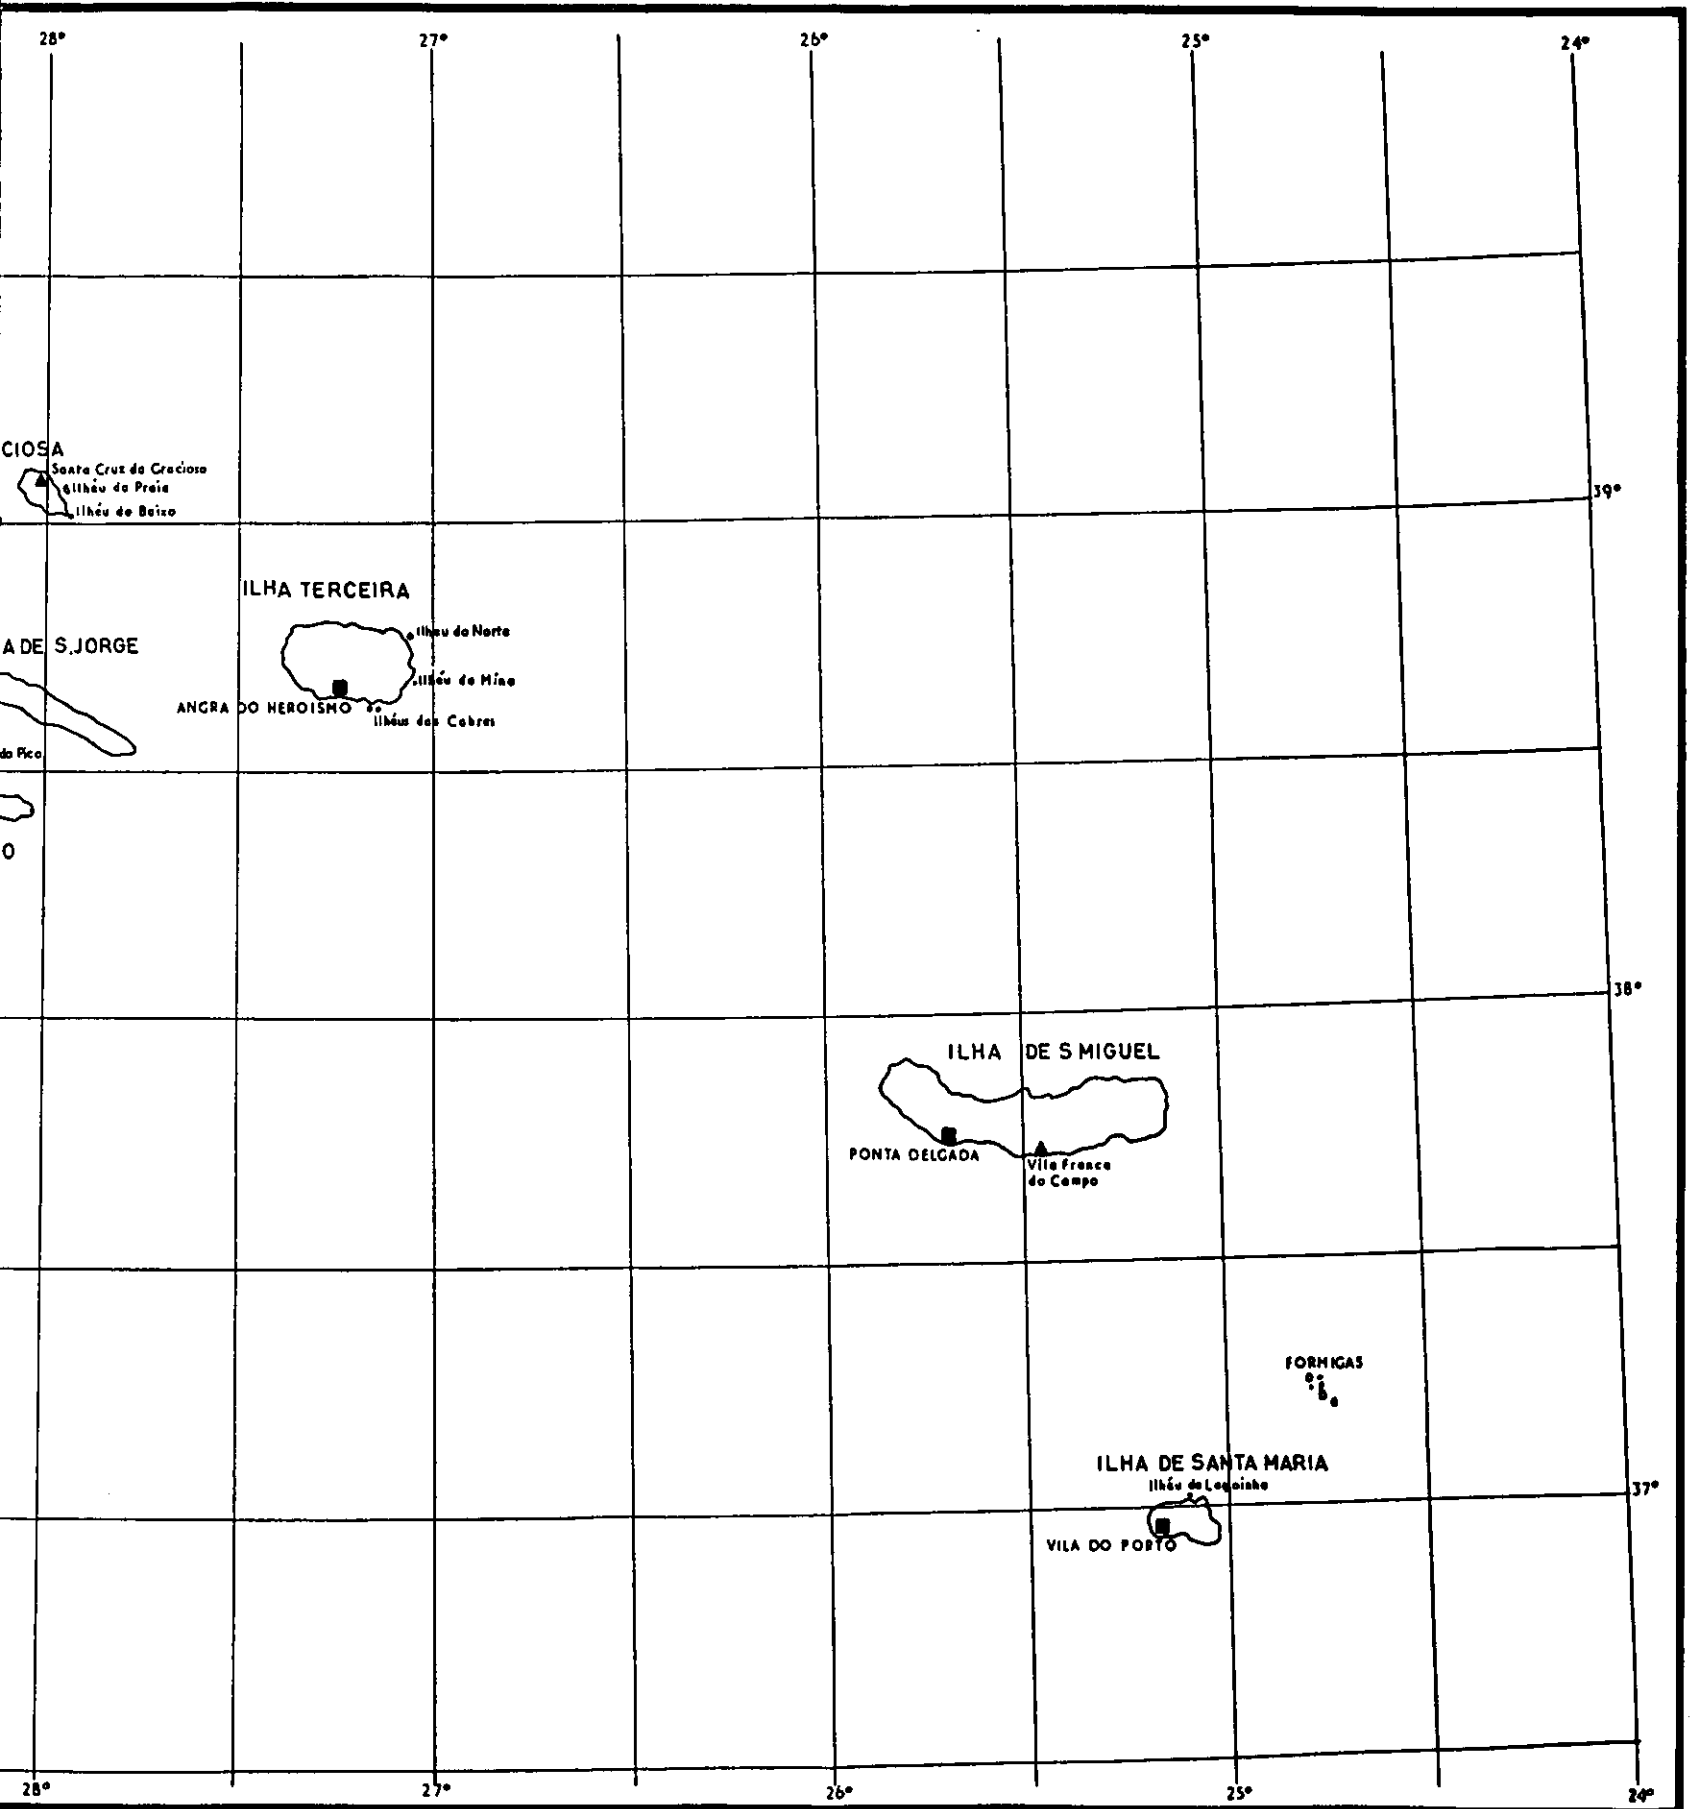 28° 27° 26° 25° 24°
CIOSA
Santa Cruz da Graciosa
Ilhéu da Praia
39°
Ilhéu de Baixo
ILHA TERCEIRA
Ilheu do Norte
A DE S.JORGE
Ilhéu da Mina
ANGRA DO HEROISMO
Ilhéus das Cabras
do Pico
O
38°
ILHA DE S MIGUEL
PONTA DELGADA
Vila Franca
do Campo
FORMIGAS
ILHA DE SANTA MARIA
Ilhéu da Lagoinha
37°
VILA DO PORTO
28° 27° 26° 25° 24°